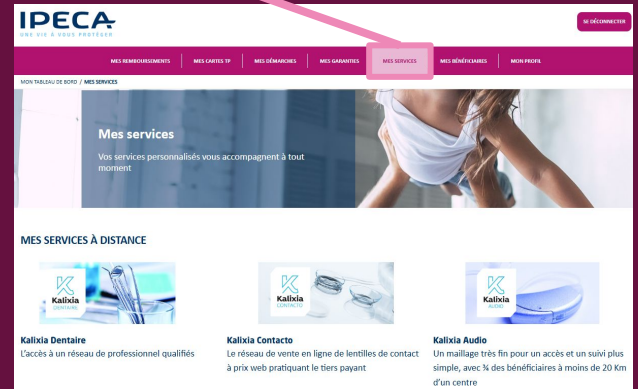 IPECA
UNE VIE À VOUS PROTÉGER
SE DÉCONNECTER
MES REMBOURSEMENTS
MES CARTES TP
MES DÉMARCHES
MES GARANTIES
MES SERVICES
MES BÉNÉFICIAIRES
MON PROFIL
MON TABLEAU DE BORD / MES SERVICES
Mes services
Vos services personnalisés vous accompagnent à tout
moment
MES SERVICES À DISTANCE
Kalixia
DENTAIRE
Kalixia
CONTACTO
Kalixia
AUDIO
Kalixia Dentaire
L'accès à un réseau de professionnel qualifiés
Kalixia Contacto
Le réseau de vente en ligne de lentilles de contact
à prix web pratiquant le tiers payant
Kalixia Audio
Un maillage très fin pour un accès et un suivi plus
simple, avec ¾ des bénéficiaires à moins de 20 Km
d'un centre